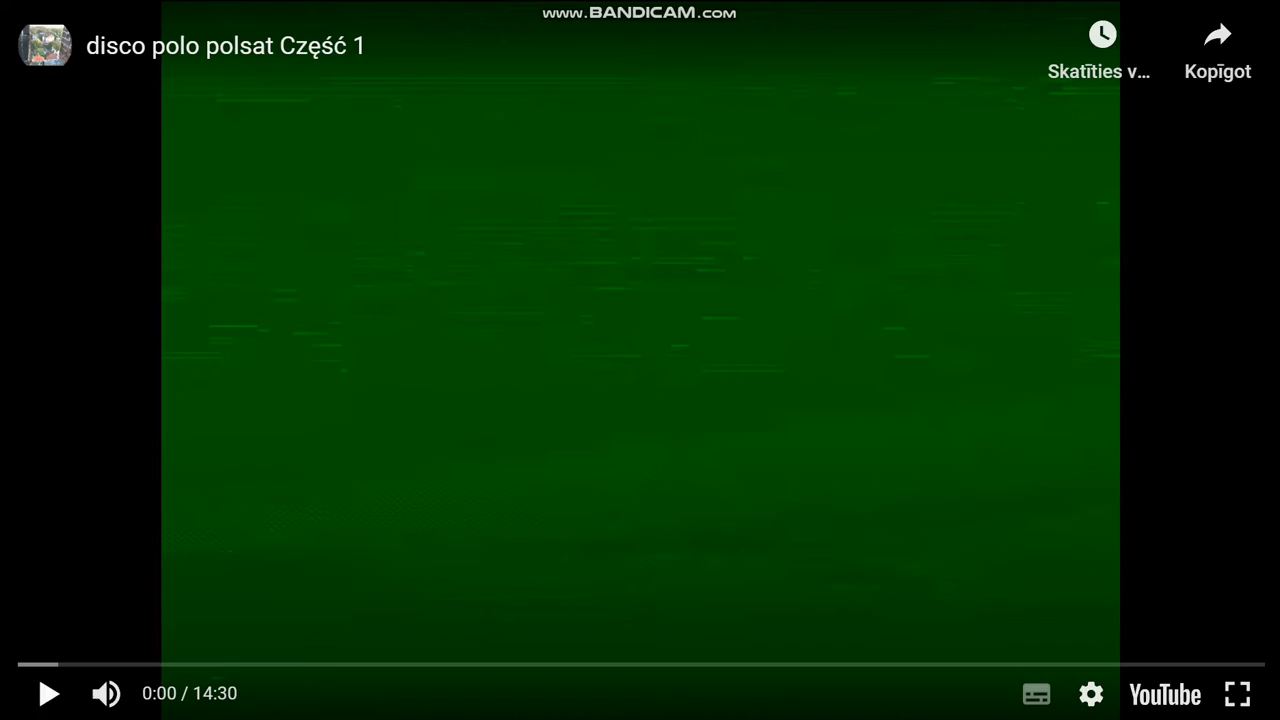 www.BANDICAM.com
disco polo polsat Część 1
Skatīties v...
Kopīgot
0:00 / 14:30
YouTube